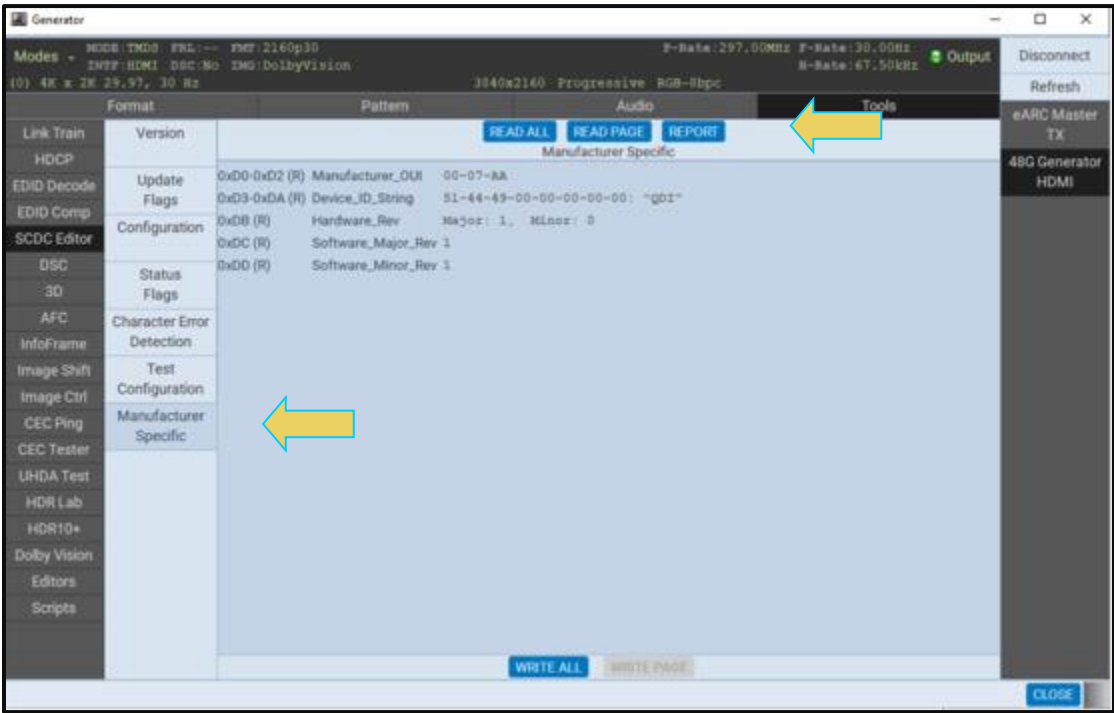 Generator
Modes MODE:TMDS FRL:-- FMT:2160p30 P-Rate:297.00MHz F-Rate:30.00Hz Output
INTF:HDMI DSC:No IMG:DolbyVision H-Rate:67.50kHz
(0) 4K x 2K 29.97, 30 Hz 3840x2160 Progressive RGB-8bpc
Disconnect
Refresh
Format Pattern Audio Tools
eARC Master
TX
48G Generator
HDMI
Link Train
HDCP
EDID Decode
EDID Comp
SCDC Editor
DSC
3D
AFC
InfoFrame
Image Shift
Image Ctrl
CEC Ping
CEC Tester
UHDA Test
HDR Lab
HDR10+
Dolby Vision
Editors
Scripts
Version
Update
Flags
Configuration
Status
Flags
Character Error
Detection
Test
Configuration
Manufacturer
Specific
READ ALL READ PAGE REPORT
Manufacturer Specific
0xD0-0xD2 (R) Manufacturer_OUI 00-07-AA
0xD3-0xDA (R) Device_ID_String 51-44-49-00-00-00-00-00: "QDI"
0xDB (R) Hardware_Rev Major: 1, Minor: 0
0xDC (R) Software_Major_Rev 1
0xDD (R) Software_Minor_Rev 1
WRITE ALL WRITE PAGE
CLOSE